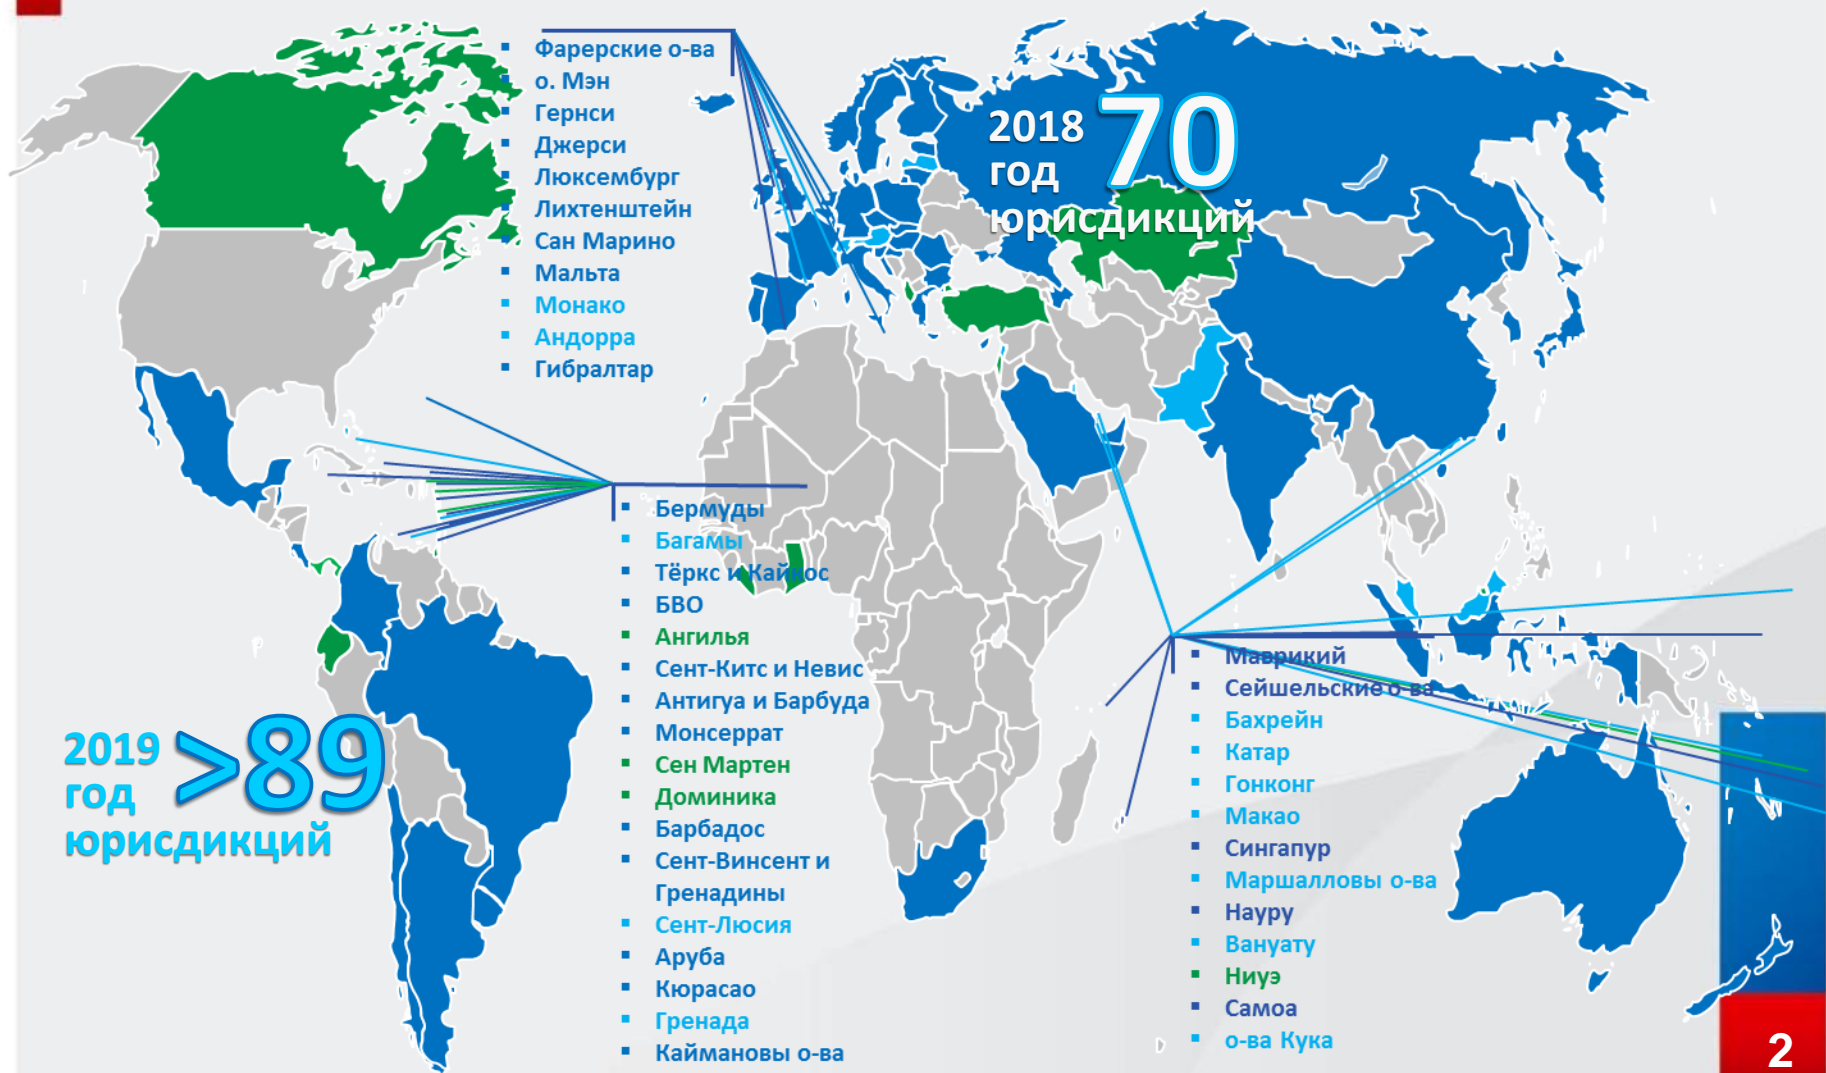 Фарерские о-ва
о. Мэн
Гернси
Джерси
Люксембург
Лихтенштейн
Сан Марино
Мальта
Монако
Андорра
Гибралтар
2018 год юрисдикций
70
Бермуды
Багамы
Тёркс и Кайкос
БВО
Ангилья
Сент-Китс и Невис
Антигуа и Барбуда
Монсеррат
Сен Мартен
Доминика
Барбадос
Сент-Винсент и
Гренадины
Сент-Люсия
Аруба
Кюрасао
Гренада
Каймановы о-ва
2019 год юрисдикций
>89
Маврикий
Сейшельские о-ва
Бахрейн
Катар
Гонконг
Макао
Сингапур
Маршалловы о-ва
Науру
Вануату
Ниуэ
Самоа
о-ва Кука
2